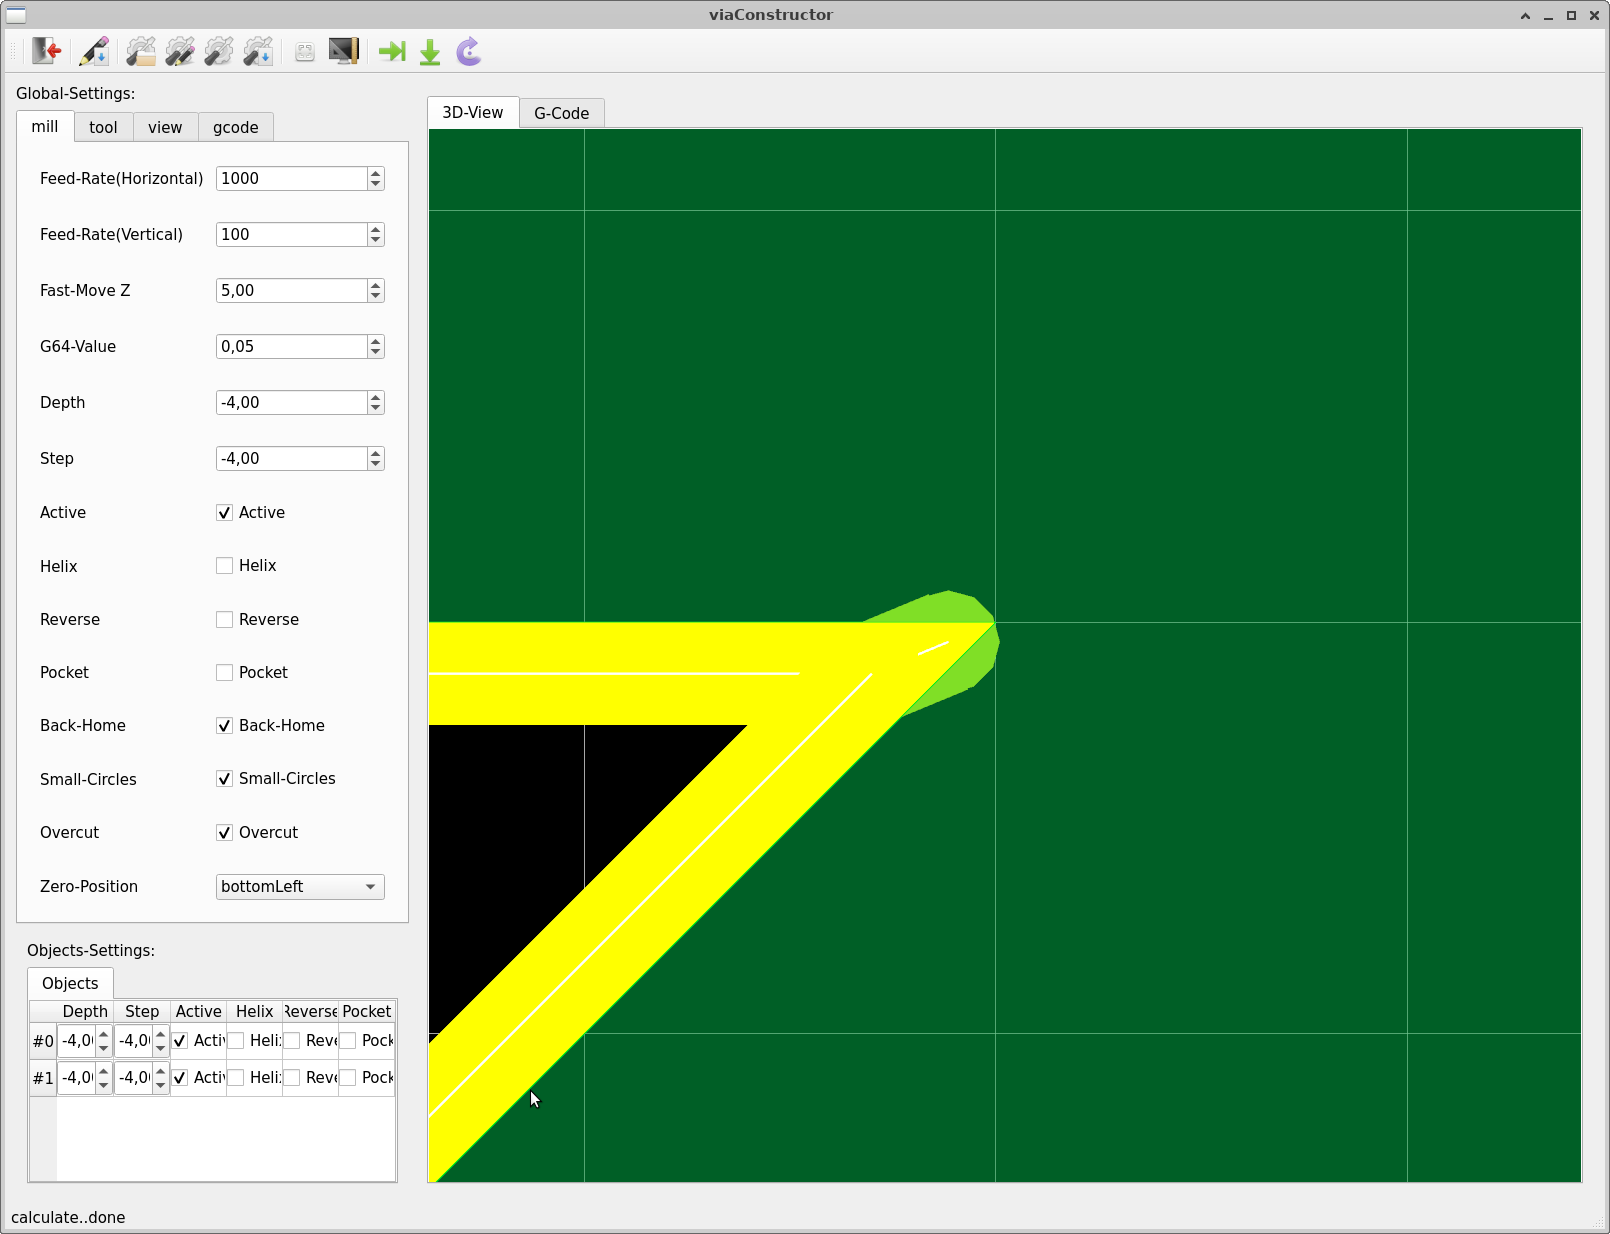 viaConstructor
Global-Settings:
mill tool view gcode
Feed-Rate(Horizontal) 1000
Feed-Rate(Vertical) 100
Fast-Move Z 5,00
G64-Value 0,05
Depth -4,00
Step -4,00
Active Active
Helix Helix
Reverse Reverse
Pocket Pocket
Back-Home Back-Home
Small-Circles Small-Circles
Overcut Overcut
Zero-Position bottomLeft
Objects-Settings:
Objects
Depth Step Active Helix Reverse Pocket
#0 -4,0 -4,0 Activ Heli Reve Pock
#1 -4,0 -4,0 Activ Heli Reve Pock
calculate..done
3D-View G-Code